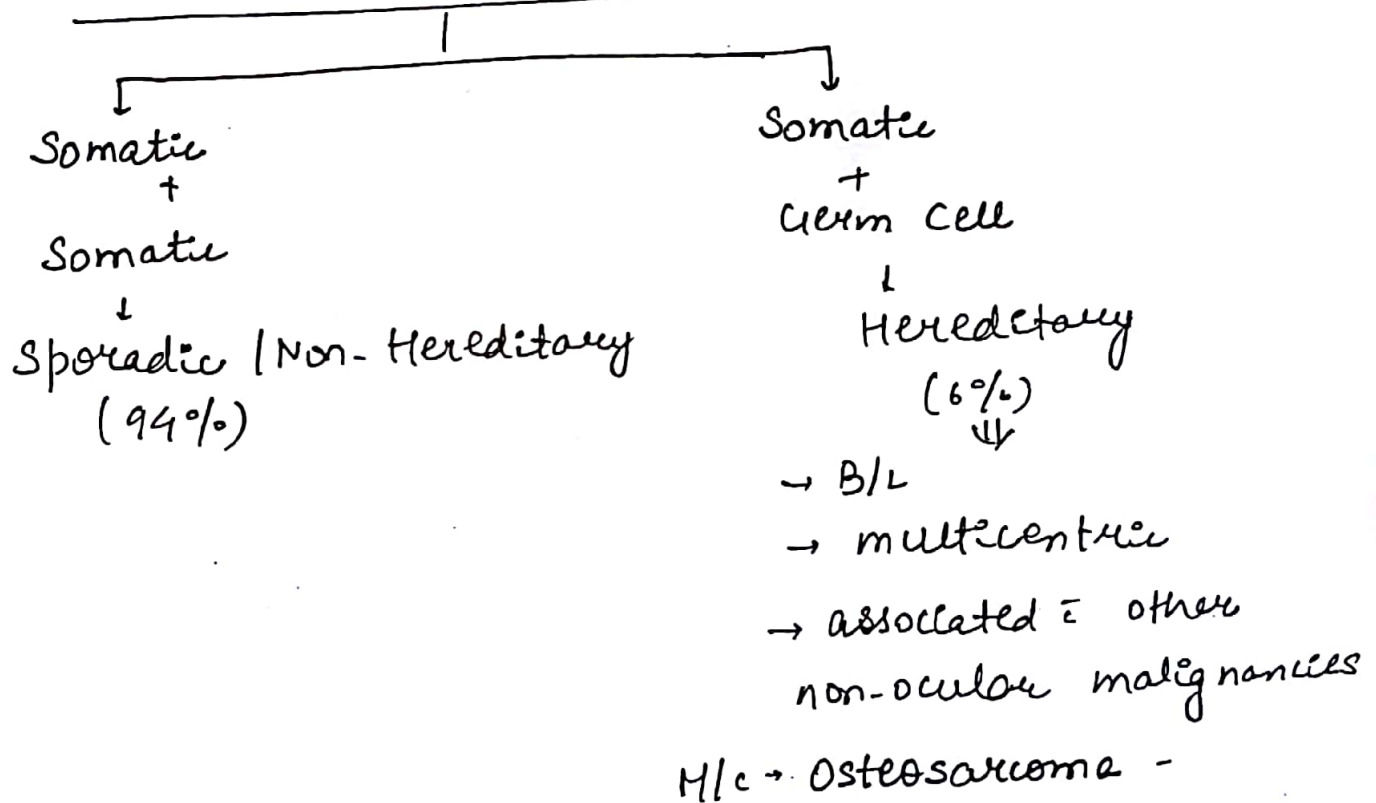 Somatic
+
Somatic
↓
Sporadic / Non-Hereditary
(94%)
Somatic
+
Germ Cell
↓
Hereditary
(6%)
⇓
→ B/L
→ multicentric
→ associated c̄ other
non-ocular malignancies
M/c → Osteosarcoma -